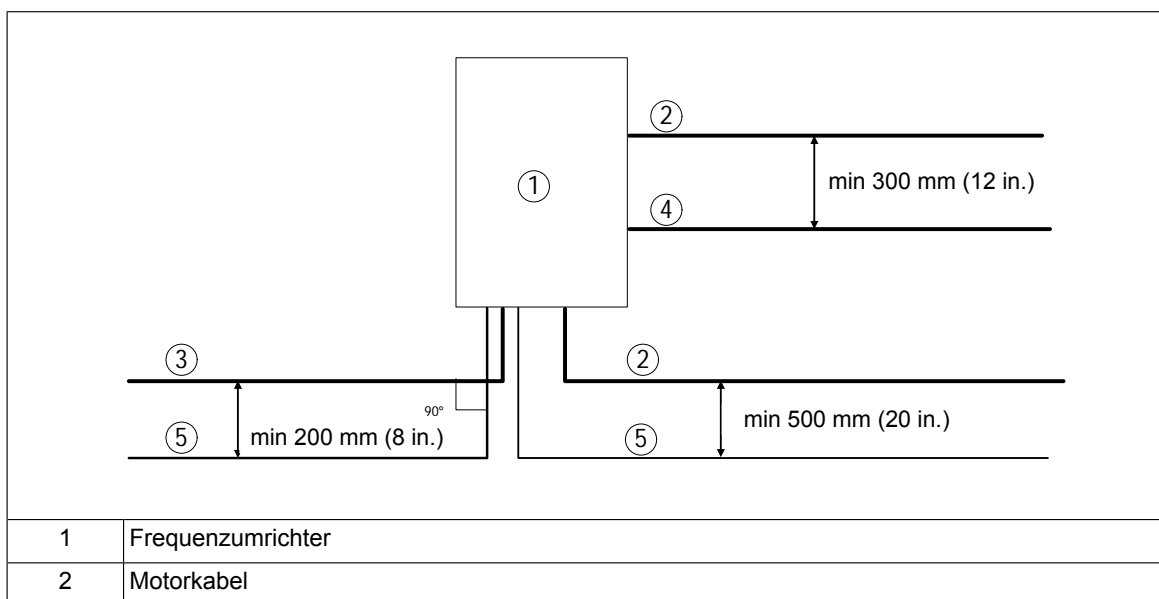 2
min 300 mm (12 in.)
1
4
3
2
90°
min 200 mm (8 in.)
min 500 mm (20 in.)
5
5
1 Frequenzumrichter
2 Motorkabel